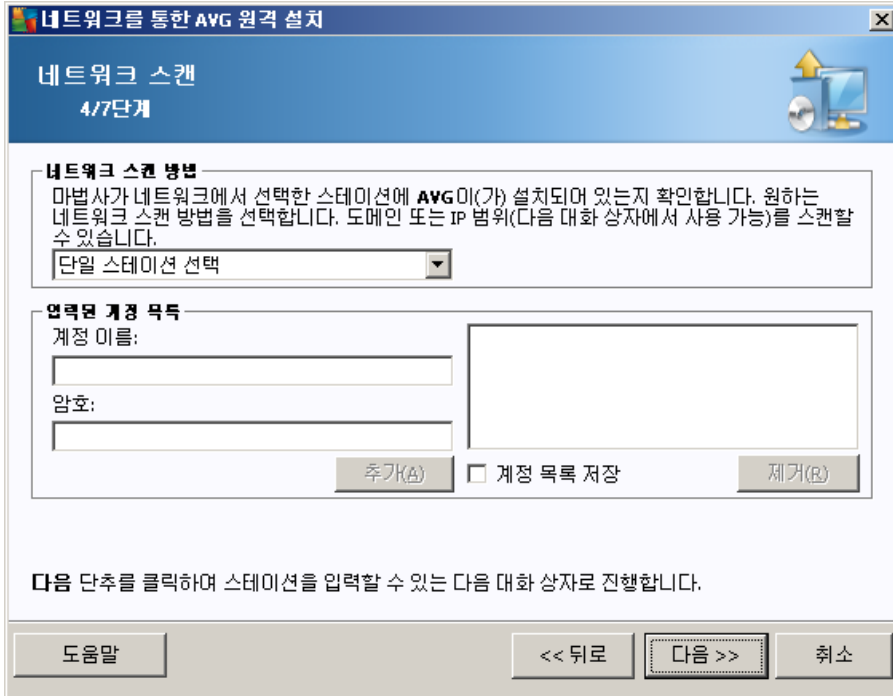 네트워크를 통한 AVG 원격 설치
네트워크 스캔
4/7단계
네트워크 스캔 방법
마법사가 네트워크에서 선택한 스테이션에 AVG이(가) 설치되어 있는지 확인합니다. 원하는
네트워크 스캔 방법을 선택합니다. 도메인 또는 IP 범위(다음 대화 상자에서 사용 가능)를 스캔할
수 있습니다.
단일 스테이션 선택
입력된 계정 목록
계정 이름:
암호:
추가(A)
계정 목록 저장
제거(R)
다음 단추를 클릭하여 스테이션을 입력할 수 있는 다음 대화 상자로 진행합니다.
도움말
<< 뒤로
다음 >>
취소